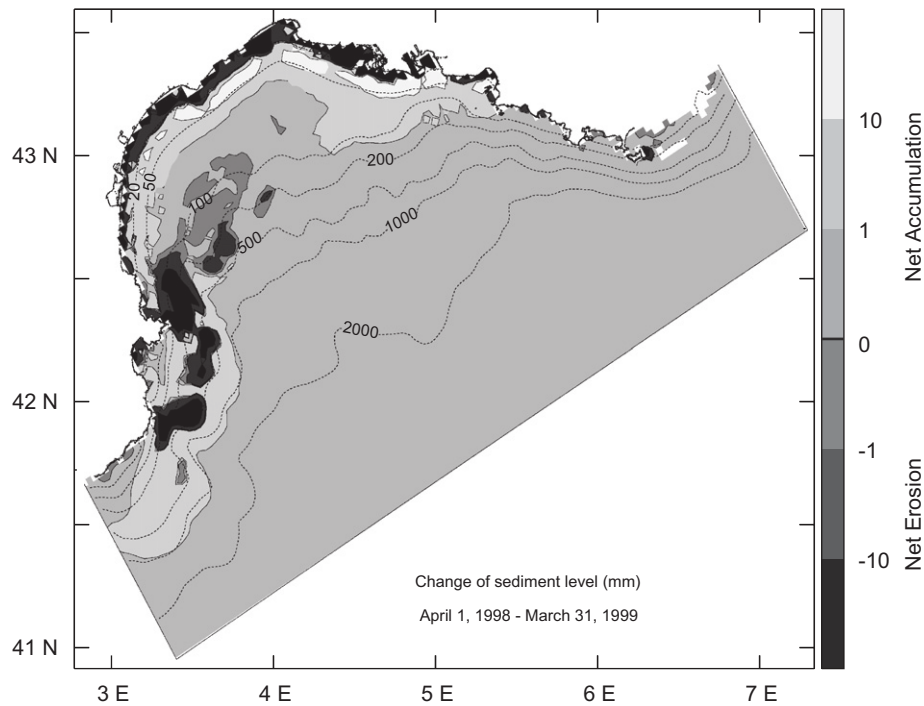 43 N
42 N
41 N
3 E
4 E
5 E
6 E
7 E
20
50
100
200
500
1000
2000
Change of sediment level (mm)
April 1, 1998 - March 31, 1999
10
1
0
-1
-10
Net Accumulation
Net Erosion